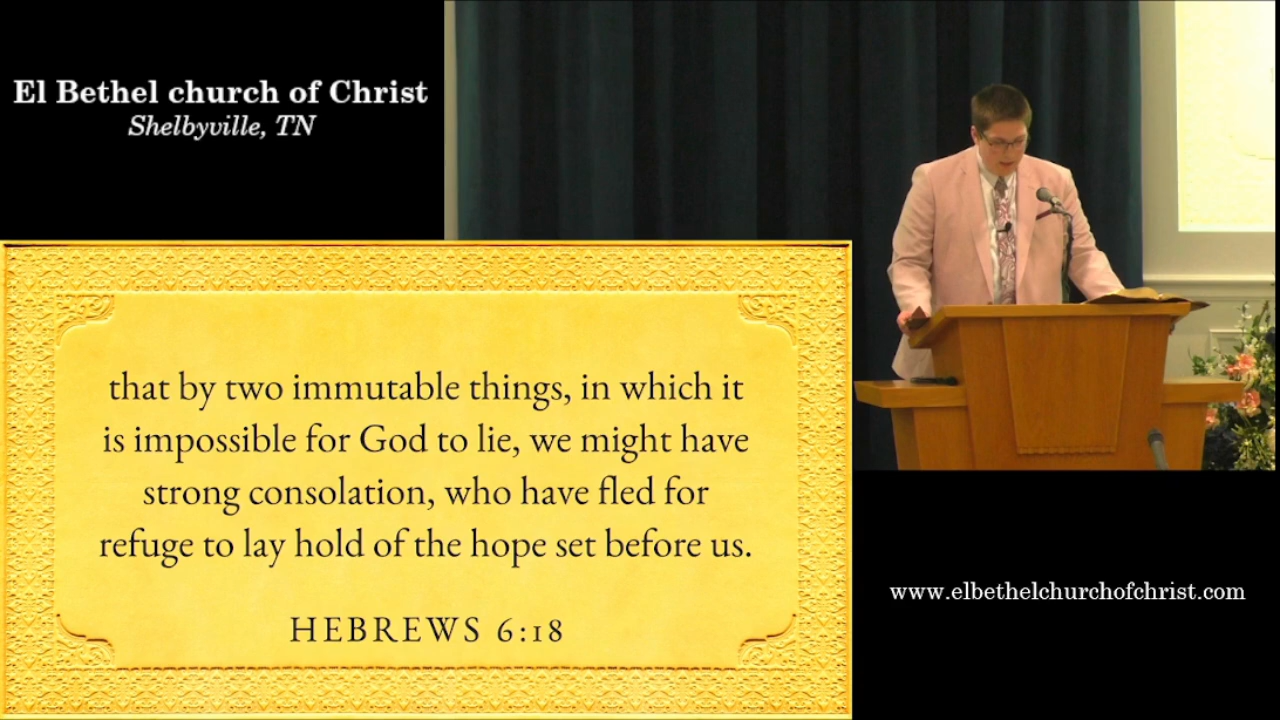 El Bethel church of Christ
Shelbyville, TN
that by two immutable things, in which it
is impossible for God to lie, we might have
strong consolation, who have fled for
refuge to lay hold of the hope set before us.
HEBREWS 6:18
www.elbethelchurchofchrist.com